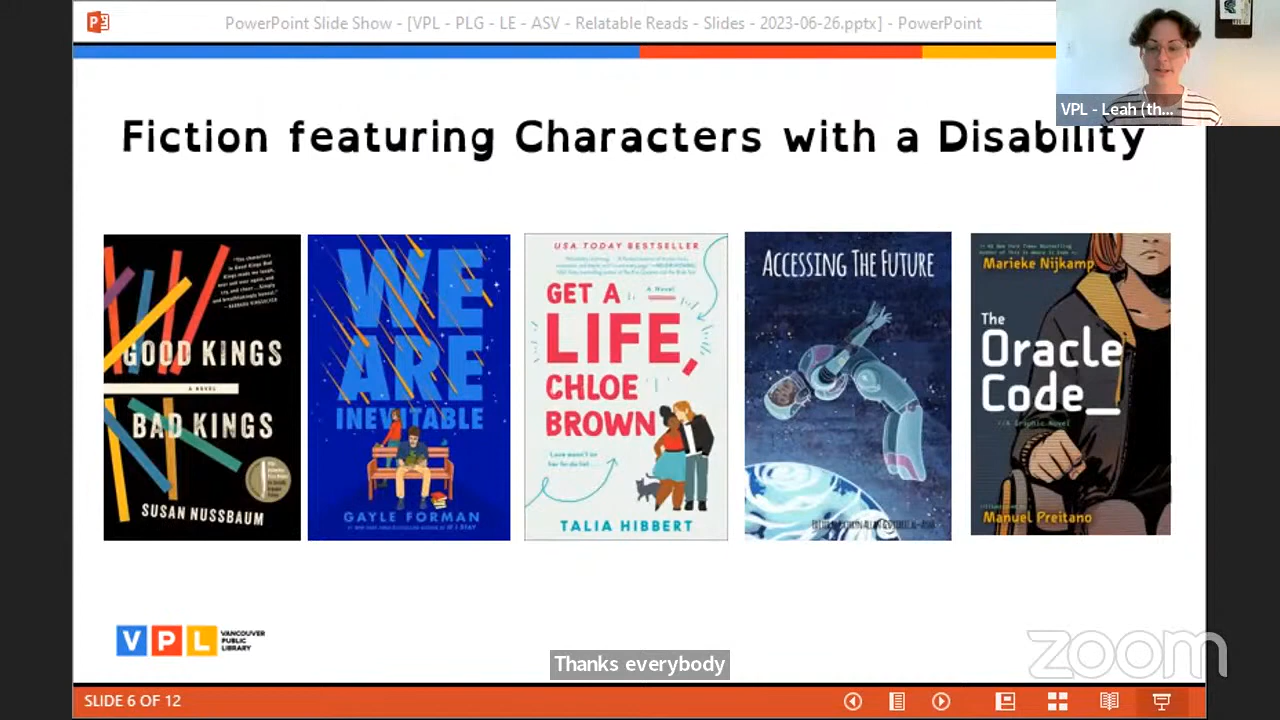 PowerPoint Slide Show - [VPL - PLG - LE - ASV - Relatable Reads - Slides - 2023-06-26.pptx] - PowerPoint
VPL - Leah (th...
Fiction featuring Characters with a Disability
GOOD KINGS
A NOVEL
BAD KINGS
SUSAN NUSSBAUM
WE
ARE
INEVITABLE
GAYLE FORMAN
USA TODAY BESTSELLER
GET A
A Novel
LIFE,
CHLOE
BROWN
TALIA HIBBERT
ACCESSING THE FUTURE
Marieke Nijkamp
The
Oracle
Code_
A Graphic Novel
Manuel Preitano
VPL
VANCOUVER
PUBLIC
LIBRARY
Thanks everybody
zoom
SLIDE 6 OF 12